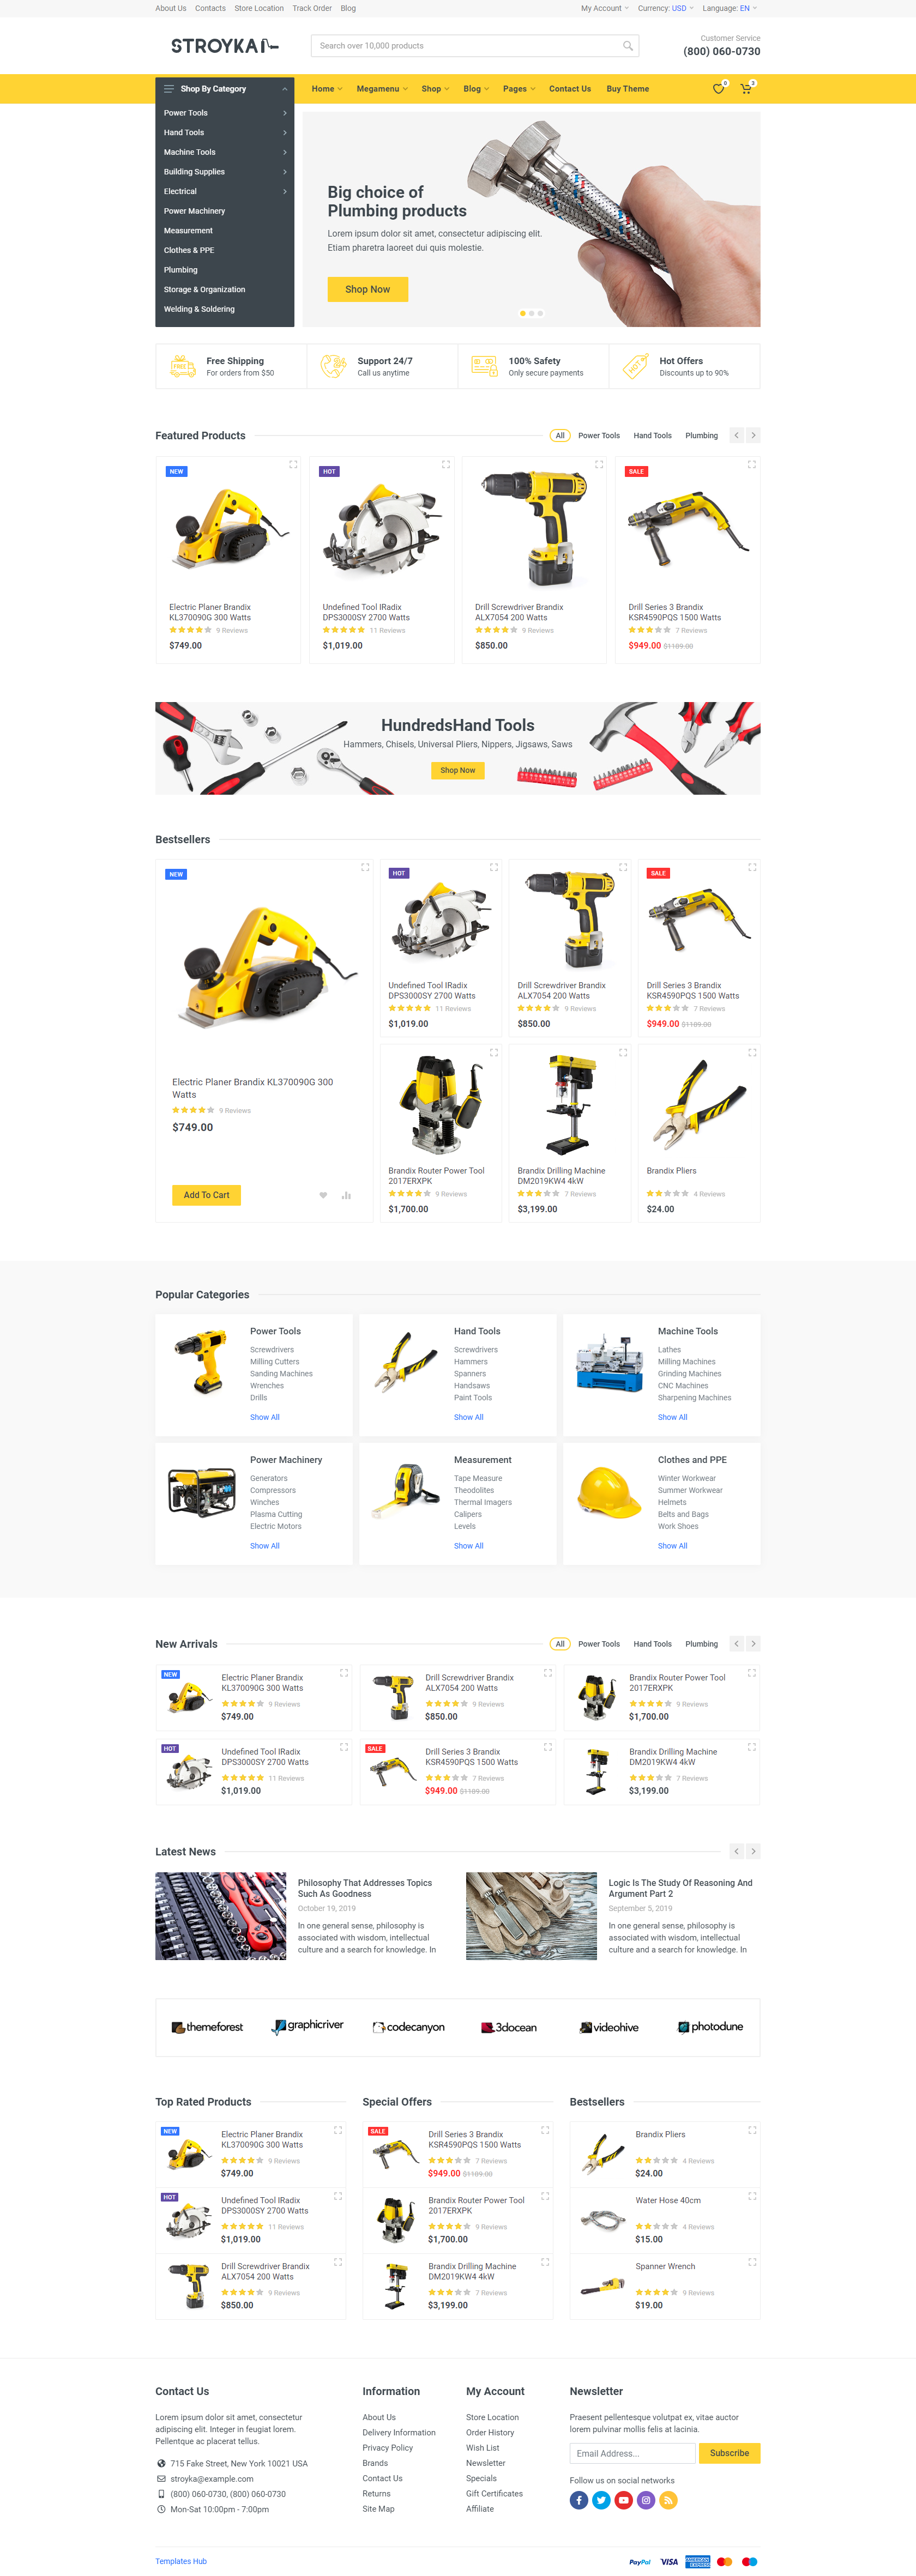 About Us Contacts Store Location Track Order Blog
My Account Currency: USD Language: EN
STROYKA
Search over 10,000 products
Customer Service
(800) 060-0730
Shop By Category
Home Megamenu Shop Blog Pages Contact Us Buy Theme
0 3
Power Tools
Hand Tools
Machine Tools
Building Supplies
Electrical
Power Machinery
Measurement
Clothes & PPE
Plumbing
Storage & Organization
Welding & Soldering
Big choice of
Plumbing products
Lorem ipsum dolor sit amet, consectetur adipiscing elit.
Etiam pharetra laoreet dui quis molestie.
Shop Now
FREE
Free Shipping
For orders from $50
Support 24/7
Call us anytime
100% Safety
Only secure payments
HOT
Hot Offers
Discounts up to 90%
Featured Products
All Power Tools Hand Tools Plumbing
NEW
Electric Planer Brandix
KL370090G 300 Watts
9 Reviews
$749.00
HOT
Undefined Tool IRadix
DPS3000SY 2700 Watts
11 Reviews
$1,019.00
Drill Screwdriver Brandix
ALX7054 200 Watts
9 Reviews
$850.00
SALE
Drill Series 3 Brandix
KSR4590PQS 1500 Watts
7 Reviews
$949.00 $1189.00
HundredsHand Tools
Hammers, Chisels, Universal Pliers, Nippers, Jigsaws, Saws
Shop Now
Bestsellers
NEW
Electric Planer Brandix KL370090G 300
Watts
9 Reviews
$749.00
Add To Cart
HOT
Undefined Tool IRadix
DPS3000SY 2700 Watts
11 Reviews
$1,019.00
Drill Screwdriver Brandix
ALX7054 200 Watts
9 Reviews
$850.00
SALE
Drill Series 3 Brandix
KSR4590PQS 1500 Watts
7 Reviews
$949.00 $1189.00
Brandix Router Power Tool
2017ERXPK
9 Reviews
$1,700.00
Brandix Drilling Machine
DM2019KW4 4kW
7 Reviews
$3,199.00
Brandix Pliers
4 Reviews
$24.00
Popular Categories
Power Tools
Screwdrivers
Milling Cutters
Sanding Machines
Wrenches
Drills
Show All
Hand Tools
Screwdrivers
Hammers
Spanners
Handsaws
Paint Tools
Show All
Machine Tools
Lathes
Milling Machines
Grinding Machines
CNC Machines
Sharpening Machines
Show All
Power Machinery
Generators
Compressors
Winches
Plasma Cutting
Electric Motors
Show All
Measurement
Tape Measure
Theodolites
Thermal Imagers
Calipers
Levels
Show All
Clothes and PPE
Winter Workwear
Summer Workwear
Helmets
Belts and Bags
Work Shoes
Show All
New Arrivals
All Power Tools Hand Tools Plumbing
NEW
Electric Planer Brandix
KL370090G 300 Watts
9 Reviews
$749.00
Drill Screwdriver Brandix
ALX7054 200 Watts
9 Reviews
$850.00
Brandix Router Power Tool
2017ERXPK
9 Reviews
$1,700.00
HOT
Undefined Tool IRadix
DPS3000SY 2700 Watts
11 Reviews
$1,019.00
SALE
Drill Series 3 Brandix
KSR4590PQS 1500 Watts
7 Reviews
$949.00 $1189.00
Brandix Drilling Machine
DM2019KW4 4kW
7 Reviews
$3,199.00
Latest News
Philosophy That Addresses Topics
Such As Goodness
October 19, 2019
In one general sense, philosophy is
associated with wisdom, intellectual
culture and a search for knowledge. In
Logic Is The Study Of Reasoning And
Argument Part 2
September 5, 2019
In one general sense, philosophy is
associated with wisdom, intellectual
culture and a search for knowledge. In
themeforest
graphicriver
codecanyon
3docean
videohive
photodune
Top Rated Products
NEW
Electric Planer Brandix
KL370090G 300 Watts
9 Reviews
$749.00
HOT
Undefined Tool IRadix
DPS3000SY 2700 Watts
11 Reviews
$1,019.00
Drill Screwdriver Brandix
ALX7054 200 Watts
9 Reviews
$850.00
Special Offers
SALE
Drill Series 3 Brandix
KSR4590PQS 1500 Watts
7 Reviews
$949.00 $1189.00
Brandix Router Power Tool
2017ERXPK
9 Reviews
$1,700.00
Brandix Drilling Machine
DM2019KW4 4kW
7 Reviews
$3,199.00
Bestsellers
Brandix Pliers
4 Reviews
$24.00
Water Hose 40cm
4 Reviews
$15.00
Spanner Wrench
9 Reviews
$19.00
Contact Us
Lorem ipsum dolor sit amet, consectetur
adipiscing elit. Integer in feugiat lorem.
Pellentque ac placerat tellus.
715 Fake Street, New York 10021 USA
stroyka@example.com
(800) 060-0730, (800) 060-0730
Mon-Sat 10:00pm - 7:00pm
Information
About Us
Delivery Information
Privacy Policy
Brands
Contact Us
Returns
Site Map
My Account
Store Location
Order History
Wish List
Newsletter
Specials
Gift Certificates
Affiliate
Newsletter
Praesent pellentesque volutpat ex, vitae auctor
lorem pulvinar mollis felis at lacinia.
Email Address...
Subscribe
Follow us on social networks
Templates Hub
PayPal VISA AMERICAN EXPRESS